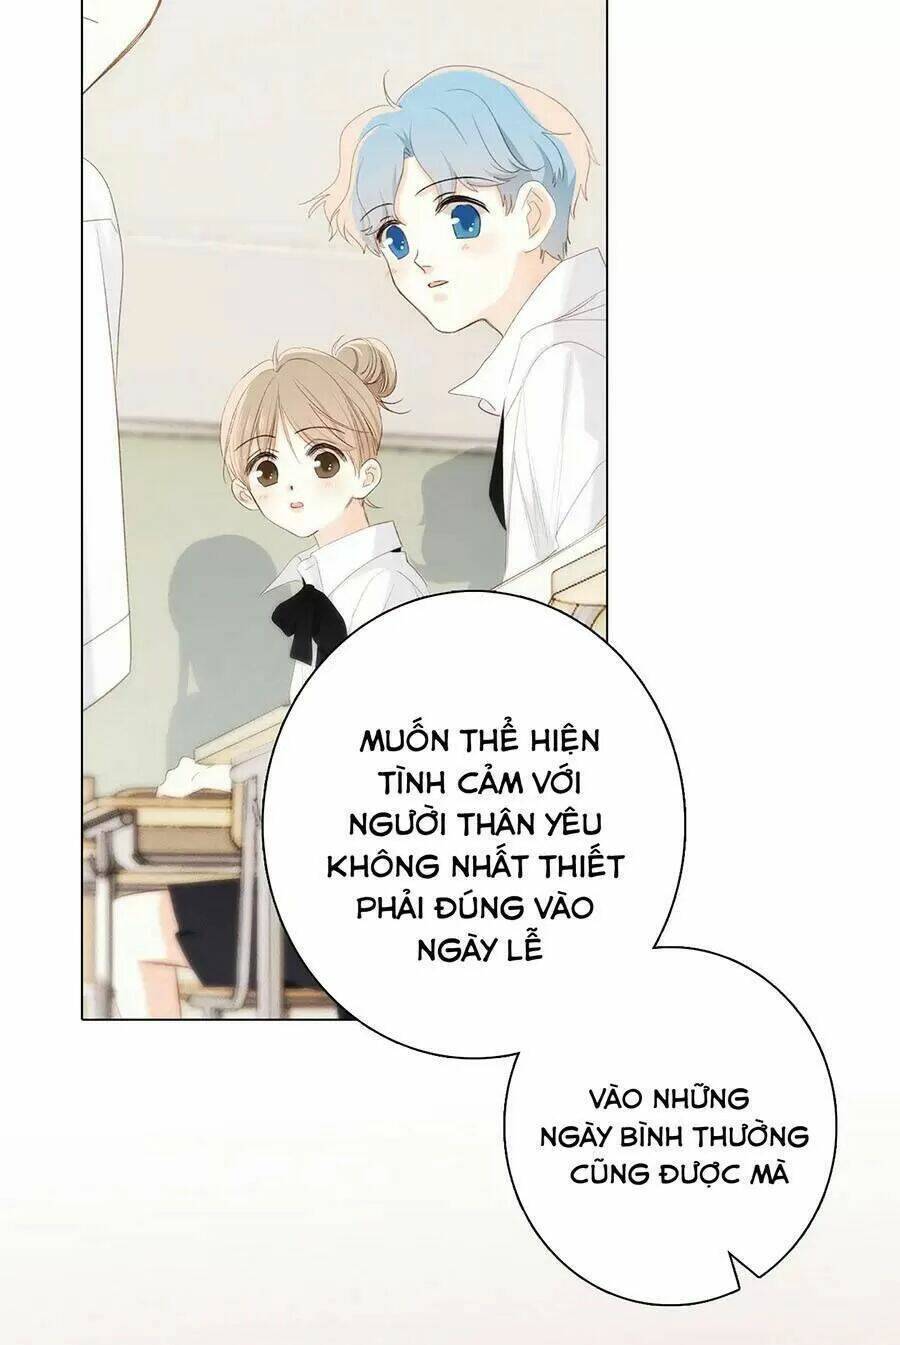 MUỐN THỂ HIỆN
TÌNH CẢM VỚI
NGƯỜI THÂN YÊU
KHÔNG NHẤT THIẾT
PHẢI ĐÚNG VÀO
NGÀY LỄ
VÀO NHỮNG
NGÀY BÌNH THƯỜNG
CŨNG ĐƯỢC MÀ